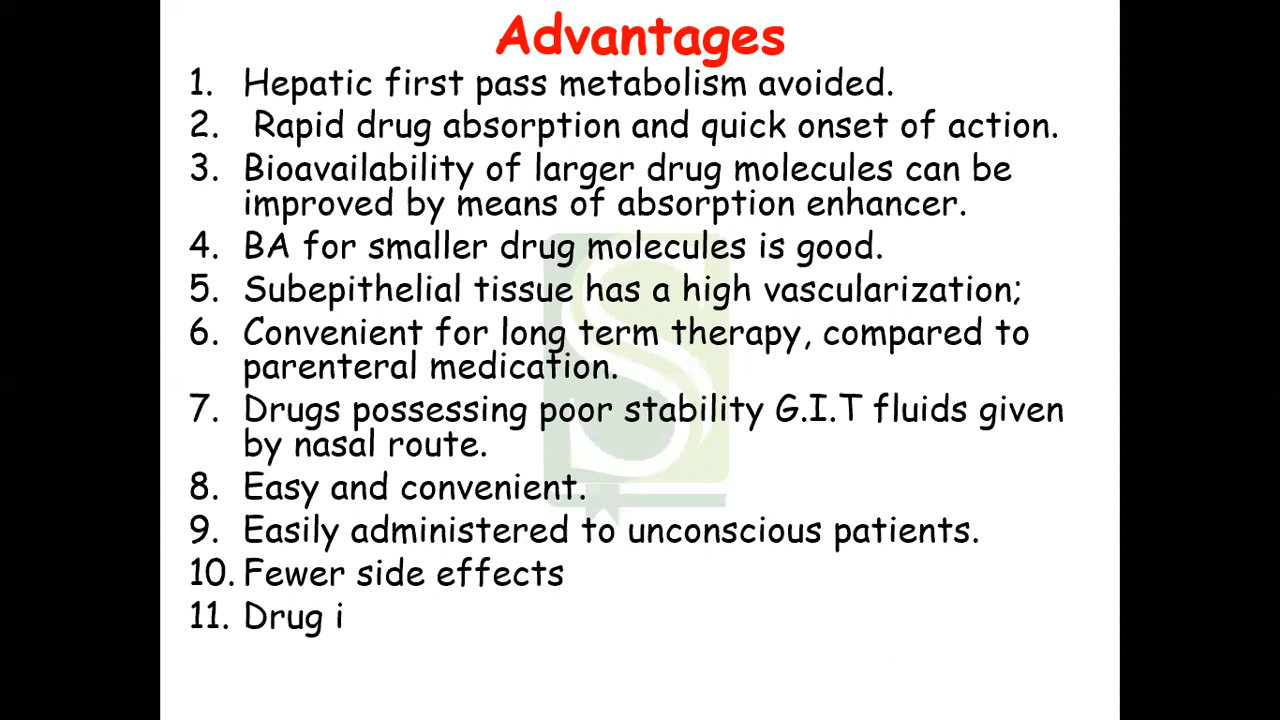 Advantages
1. Hepatic first pass metabolism avoided.
2. Rapid drug absorption and quick onset of action.
3. Bioavailability of larger drug molecules can be
improved by means of absorption enhancer.
4. BA for smaller drug molecules is good.
5. Subepithelial tissue has a high vascularization;
6. Convenient for long term therapy, compared to
parenteral medication.
7. Drugs possessing poor stability G.I.T fluids given
by nasal route.
8. Easy and convenient.
9. Easily administered to unconscious patients.
10. Fewer side effects
11. Drug i